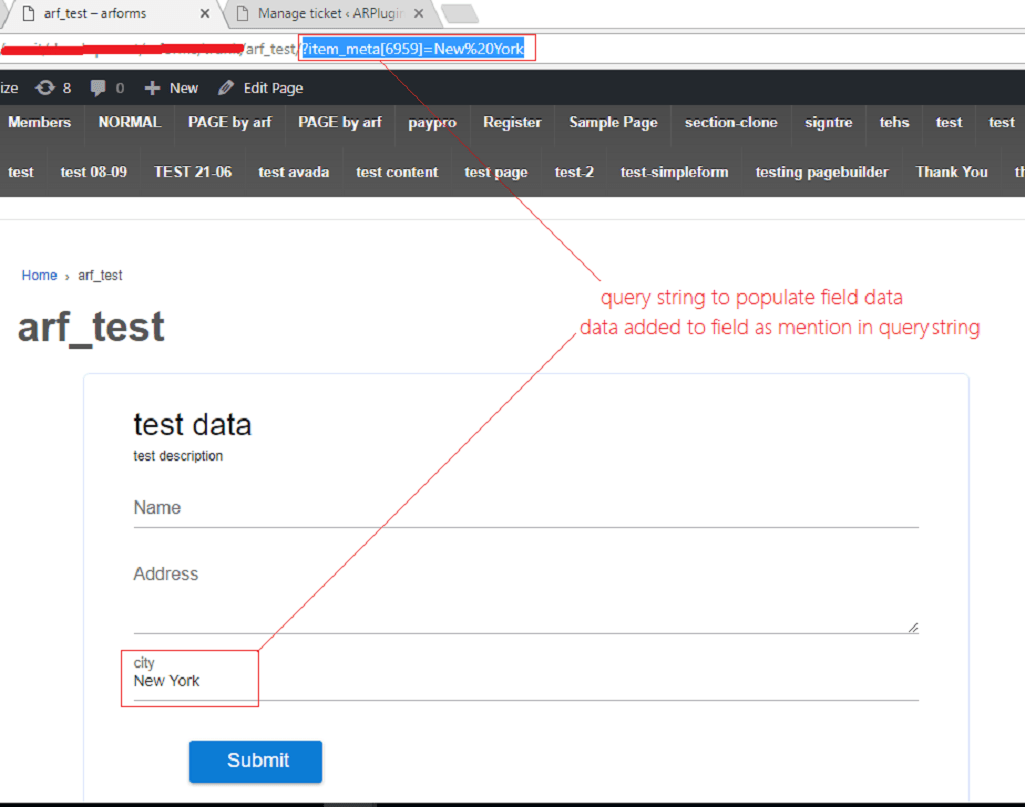 arf_test – arforms
Manage ticket ‹ ARPlugin
/arf_test/?item_meta[6959]=New%20York
ize 8 0 New Edit Page
Members NORMAL PAGE by arf PAGE by arf paypro Register Sample Page section-clone signtre tehs test test
test test 08-09 TEST 21-06 test avada test content test page test-2 test-simpleform testing pagebuilder Thank You th
Home › arf_test
query string to populate field data
data added to field as mention in query string
arf_test
test data
test description
Name
Address
city
New York
Submit